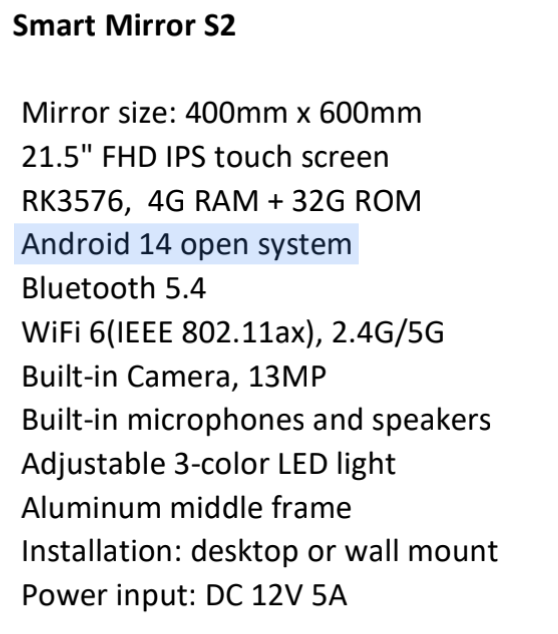 Smart Mirror S2
Mirror size: 400mm x 600mm
21.5" FHD IPS touch screen
RK3576,  4G RAM + 32G ROM
Android 14 open system
Bluetooth 5.4
WiFi 6(IEEE 802.11ax), 2.4G/5G
Built-in Camera, 13MP
Built-in microphones and speakers
Adjustable 3-color LED light
Aluminum middle frame
Installation: desktop or wall mount
Power input: DC 12V 5A